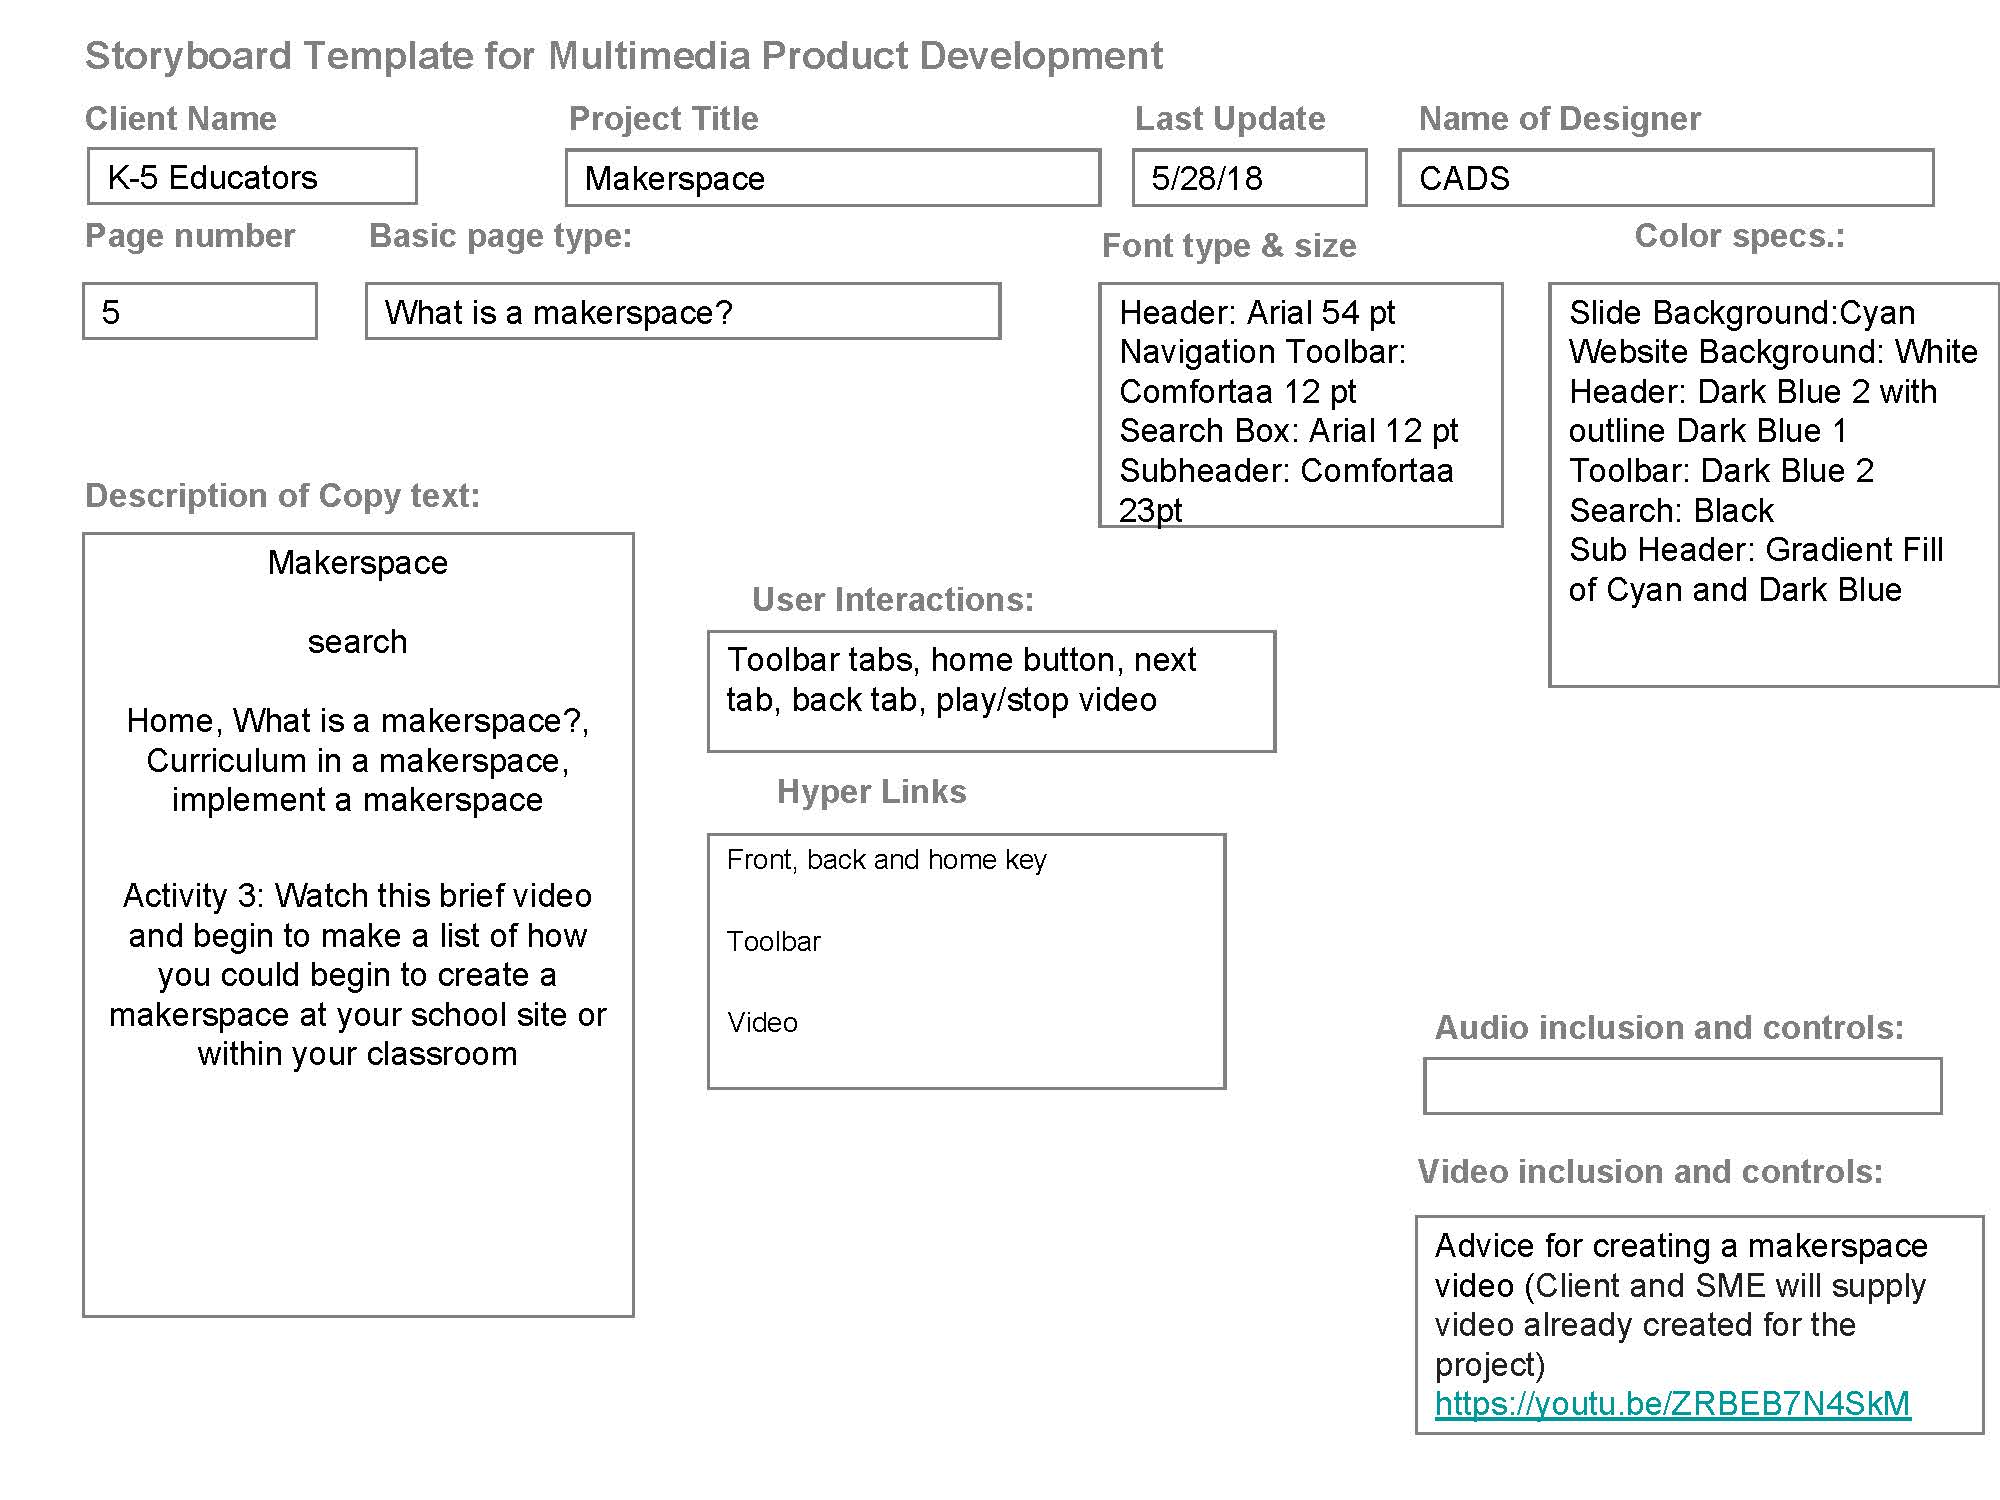 Storyboard Template for Multimedia Product Development
Client Name
Project Title
Last Update
Name of Designer
K-5 Educators
Makerspace
5/28/18
CADS
Page number
Basic page type:
Font type & size
Color specs.:
5
What is a makerspace?
Header: Arial 54 pt
Navigation Toolbar:
Comfortaa 12 pt
Search Box: Arial 12 pt
Subheader: Comfortaa
23pt
Slide Background:Cyan
Website Background: White
Header: Dark Blue 2 with
outline Dark Blue 1
Toolbar: Dark Blue 2
Search: Black
Sub Header: Gradient Fill
of Cyan and Dark Blue
Description of Copy text:
Makerspace
search
Home, What is a makerspace?,
Curriculum in a makerspace,
implement a makerspace
Activity 3: Watch this brief video
and begin to make a list of how
you could begin to create a
makerspace at your school site or
within your classroom
User Interactions:
Toolbar tabs, home button, next
tab, back tab, play/stop video
Hyper Links
Front, back and home key
Toolbar
Video
Audio inclusion and controls:
Video inclusion and controls:
Advice for creating a makerspace
video (Client and SME will supply
video already created for the
project)
https://youtu.be/ZRBEB7N4SkM